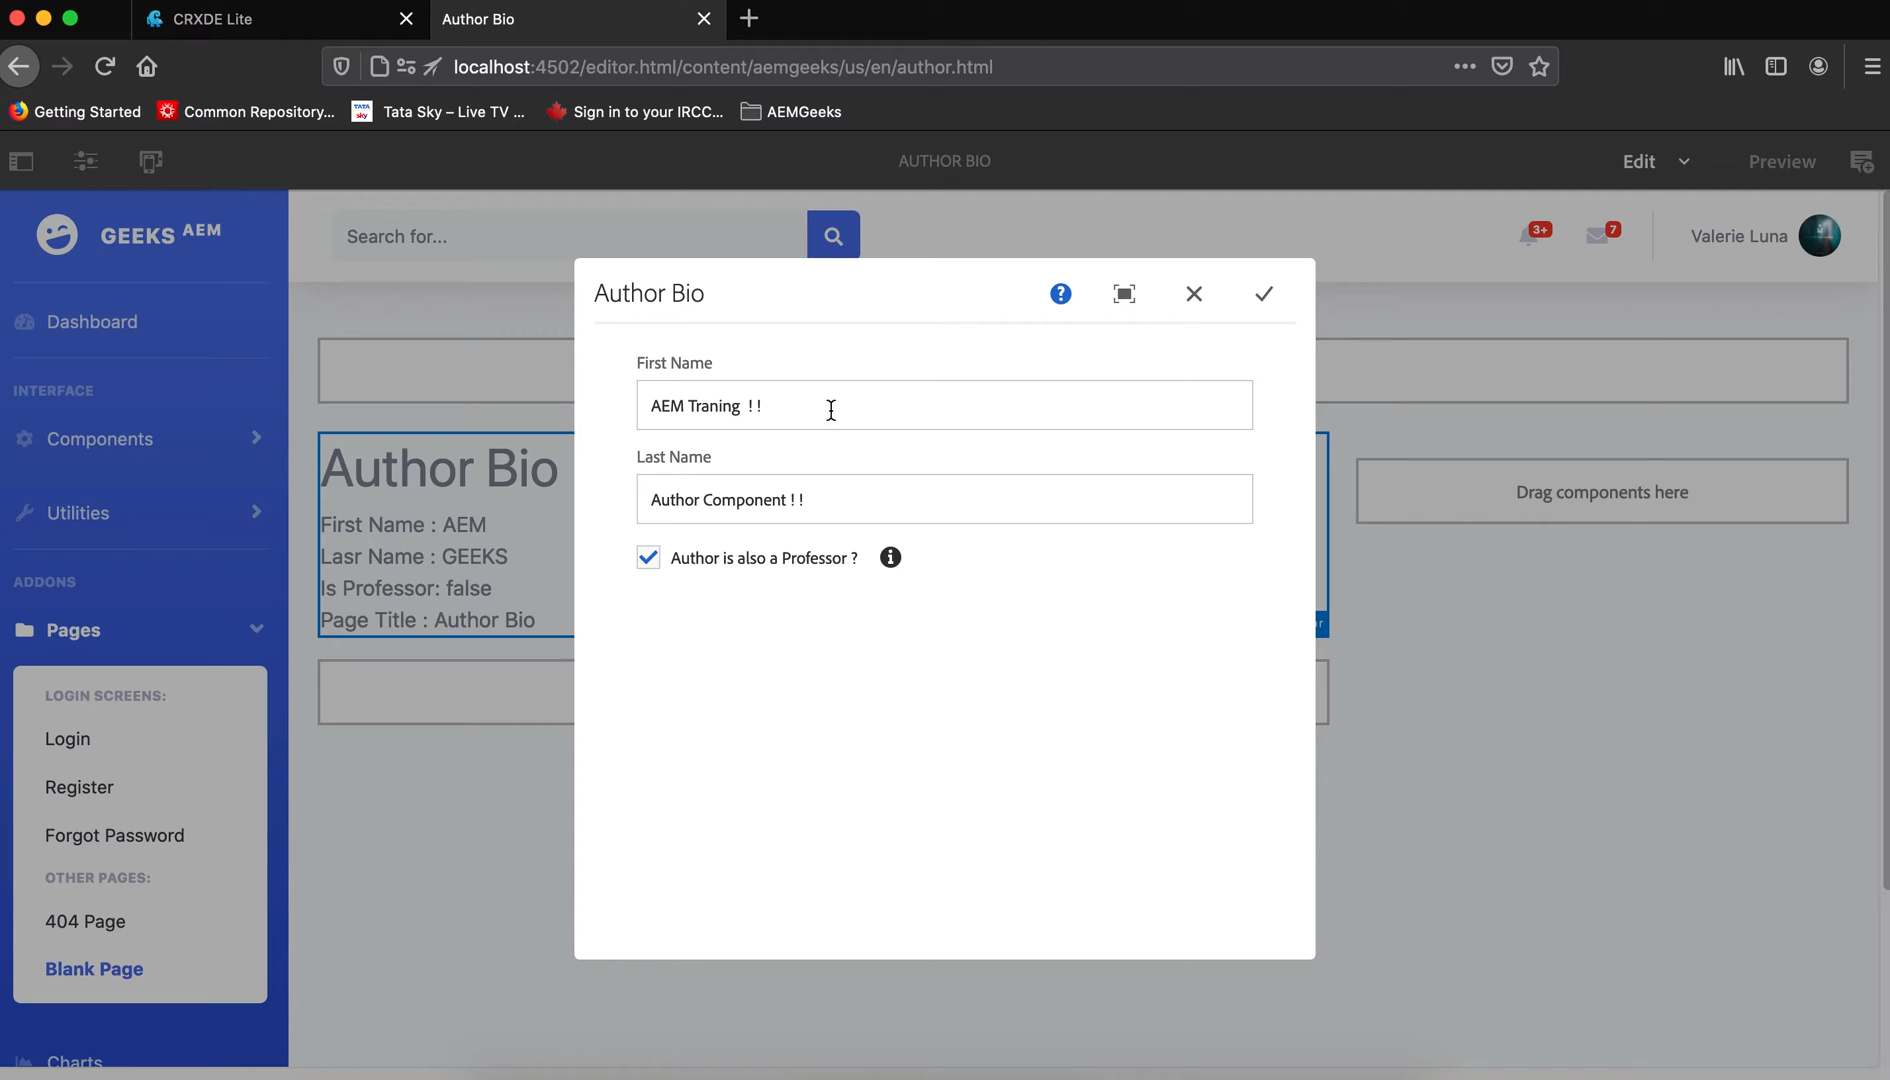 CRXDE Lite
Author Bio
localhost:4502/editor.html/content/aemgeeks/us/en/author.html
Getting Started
Common Repository...
TATA sky
Tata Sky – Live TV ...
Sign in to your IRCC...
AEMGeeks
AUTHOR BIO
Edit
Preview
GEEKS AEM
Search for...
3+
7
Valerie Luna
Dashboard
INTERFACE
Components
Utilities
ADDONS
Pages
LOGIN SCREENS:
Login
Register
Forgot Password
OTHER PAGES:
404 Page
Blank Page
Charts
Author Bio
First Name : AEM
Lasr Name : GEEKS
Is Professor: false
Page Title : Author Bio
Author Bio
First Name
AEM Traning  ! !
Last Name
Author Component ! !
Author is also a Professor ?
Drag components here